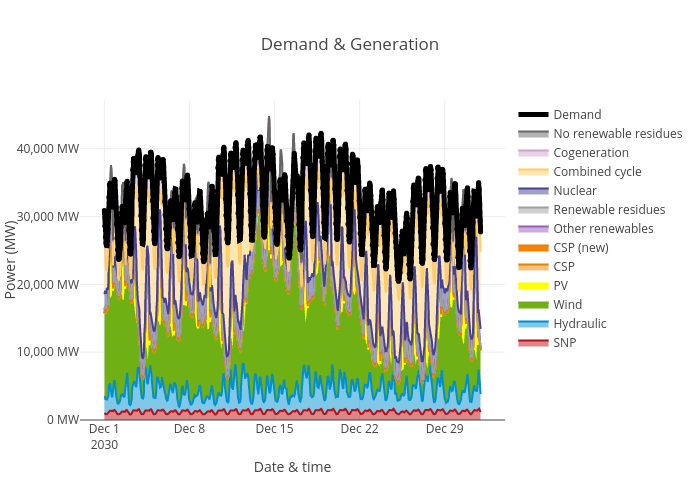 Demand & Generation
Power (MW)
40,000 MW
30,000 MW
20,000 MW
10,000 MW
0 MW
Dec 1
2030
Dec 8
Dec 15
Dec 22
Dec 29
Date & time
Demand
No renewable residues
Cogeneration
Combined cycle
Nuclear
Renewable residues
Other renewables
CSP (new)
CSP
PV
Wind
Hydraulic
SNP